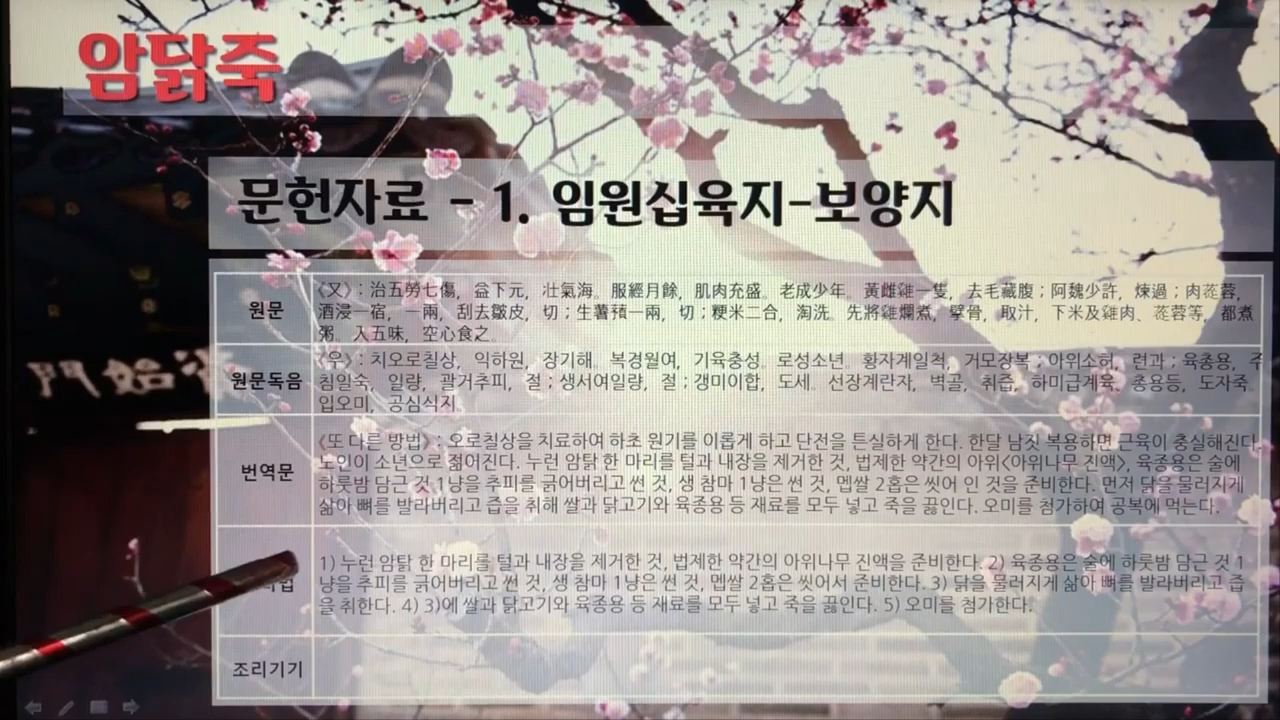 암닭죽
문헌자료 - 1. 임원십육지-보양지
원문
《又》: 治五勞七傷, 益下元, 壮氣海. 服經月餘, 肌肉充盛. 老成少年. 黃雌雞一隻, 去毛藏腹; 阿魏少許, 煉過; 肉蓯蓉,
酒浸一宿, 一兩, 刮去皺皮, 切; 生薯預一兩, 切; 粳米二合, 淘洗. 先將雞爛煮, 擘骨, 取汁, 下米及雞肉、蓯蓉等, 都煮
粥. 入五味, 空心食之.
원문독음
《우》: 치오로칠상, 익하원, 장기해. 복경월여, 기육충성. 로성소년. 황자계일척, 거모장복; 아위소허, 련과; 육총용, 주
침일숙, 일량, 괄거추피, 절; 생서여일량, 절; 갱미이합, 도세. 선장계란자, 벽골, 취즙, 하미급계육、총용등, 도자죽.
입오미, 공심식지.
번역문
《또 다른 방법》: 오로칠상을 치료하여 하초 원기를 이롭게 하고 단전을 튼실하게 한다. 한달 남짓 복용하면 근육이 충실해진다.
노인이 소년으로 젊어진다. 누런 암탉 한 마리를 털과 내장을 제거한 것, 법제한 약간의 아위<아위나무 진액>, 육종용은 술에
하룻밤 담근 것 1냥을 추피를 긁어버리고 썬 것, 생 참마 1냥은 썬 것, 멥쌀 2홉은 씻어 인 것을 준비한다. 먼저 닭을 물러지게
삶아 뼈를 발라버리고 즙을 취해 쌀과 닭고기와 육종용 등 재료를 모두 넣고 죽을 끓인다. 오미를 첨가하여 공복에 먹는다.
1) 누런 암탉 한 마리를 털과 내장을 제거한 것, 법제한 약간의 아위나무 진액을 준비한다. 2) 육종용은 술에 하룻밤 담근 것 1
냥을 추피를 긁어버리고 썬 것, 생 참마 1냥은 썬 것, 멥쌀 2홉은 씻어서 준비한다. 3) 닭을 물러지게 삶아 뼈를 발라버리고 즙
을 취한다. 4) 3)에 쌀과 닭고기와 육종용 등 재료를 모두 넣고 죽을 끓인다. 5) 오미를 첨가한다.
조리기기